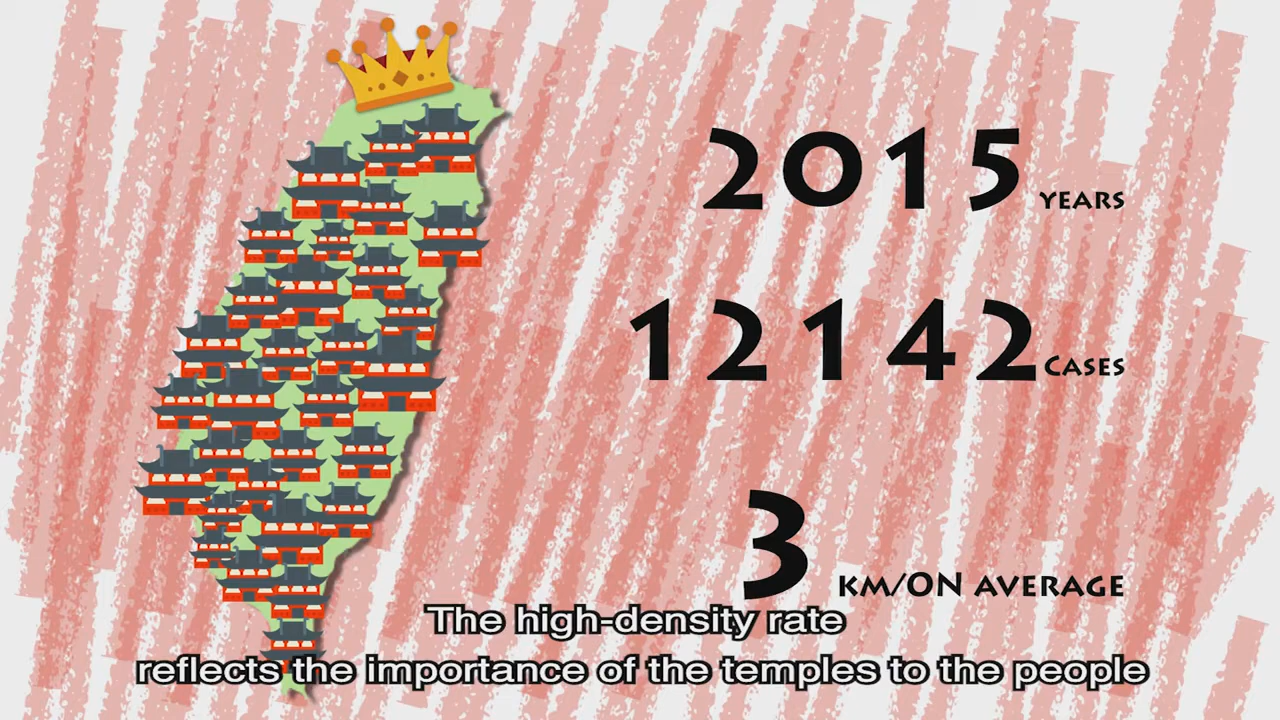 2015 YEARS
12142 CASES
3 KM/ON AVERAGE
The high-density rate
reflects the importance of the temples to the people